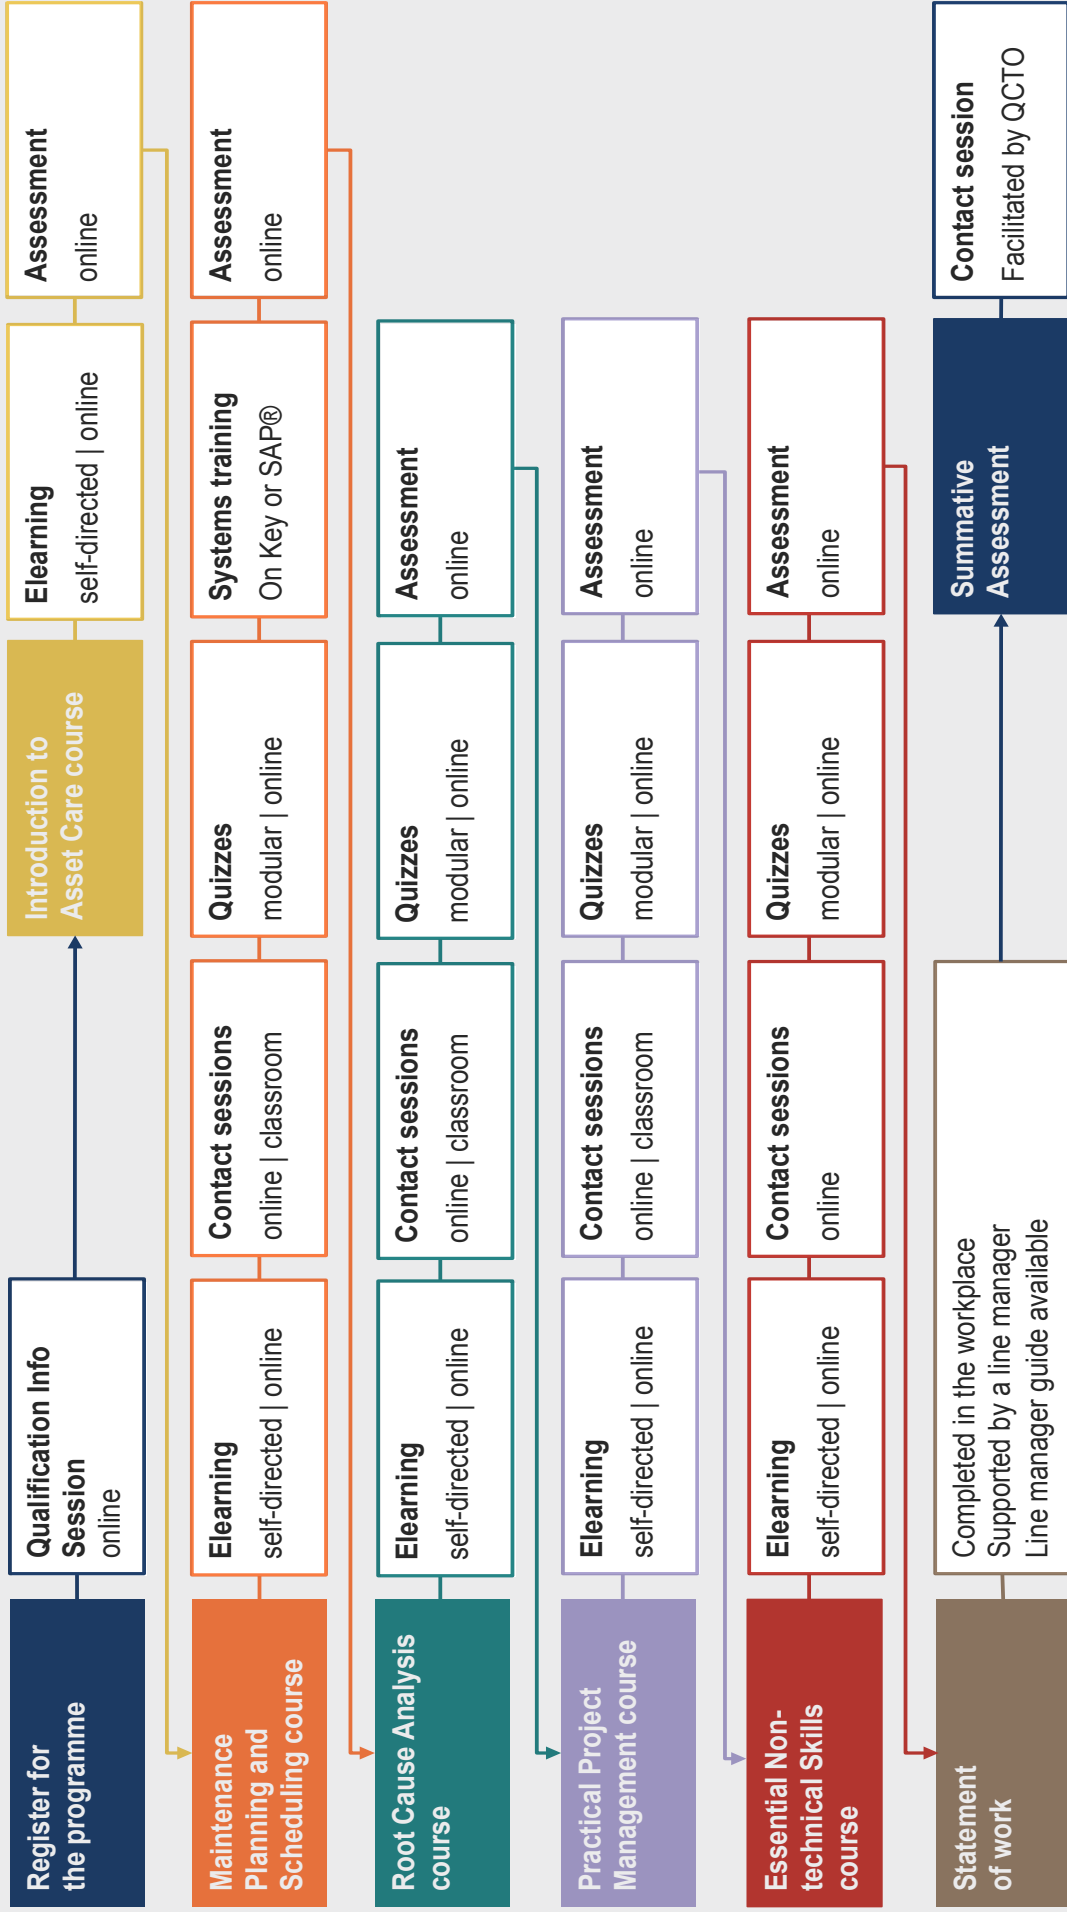 Register for
the programme
Qualification Info
Session
online
Introduction to
Asset Care course
Elearning
self-directed | online
Assessment
online
Maintenance
Planning and
Scheduling course
Elearning
self-directed | online
Contact sessions
online | classroom
Quizzes
modular | online
Systems training
On Key or SAP®
Assessment
online
Root Cause Analysis
course
Elearning
self-directed | online
Contact sessions
online | classroom
Quizzes
modular | online
Assessment
online
Practical Project
Management course
Elearning
self-directed | online
Contact sessions
online | classroom
Quizzes
modular | online
Assessment
online
Essential Non-
technical Skills
course
Elearning
self-directed | online
Contact sessions
online
Quizzes
modular | online
Assessment
online
Statement
of work
Completed in the workplace
Supported by a line manager
Line manager guide available
Summative
Assessment
Contact session
Facilitated by QCTO